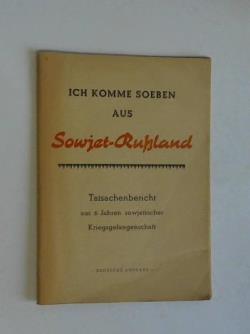 ICH KOMME SOEBEN
AUS
Sowjet-Rußland
Tatsachenbericht
aus 6 Jahren sowjetischer
Kriegsgefangenschaft